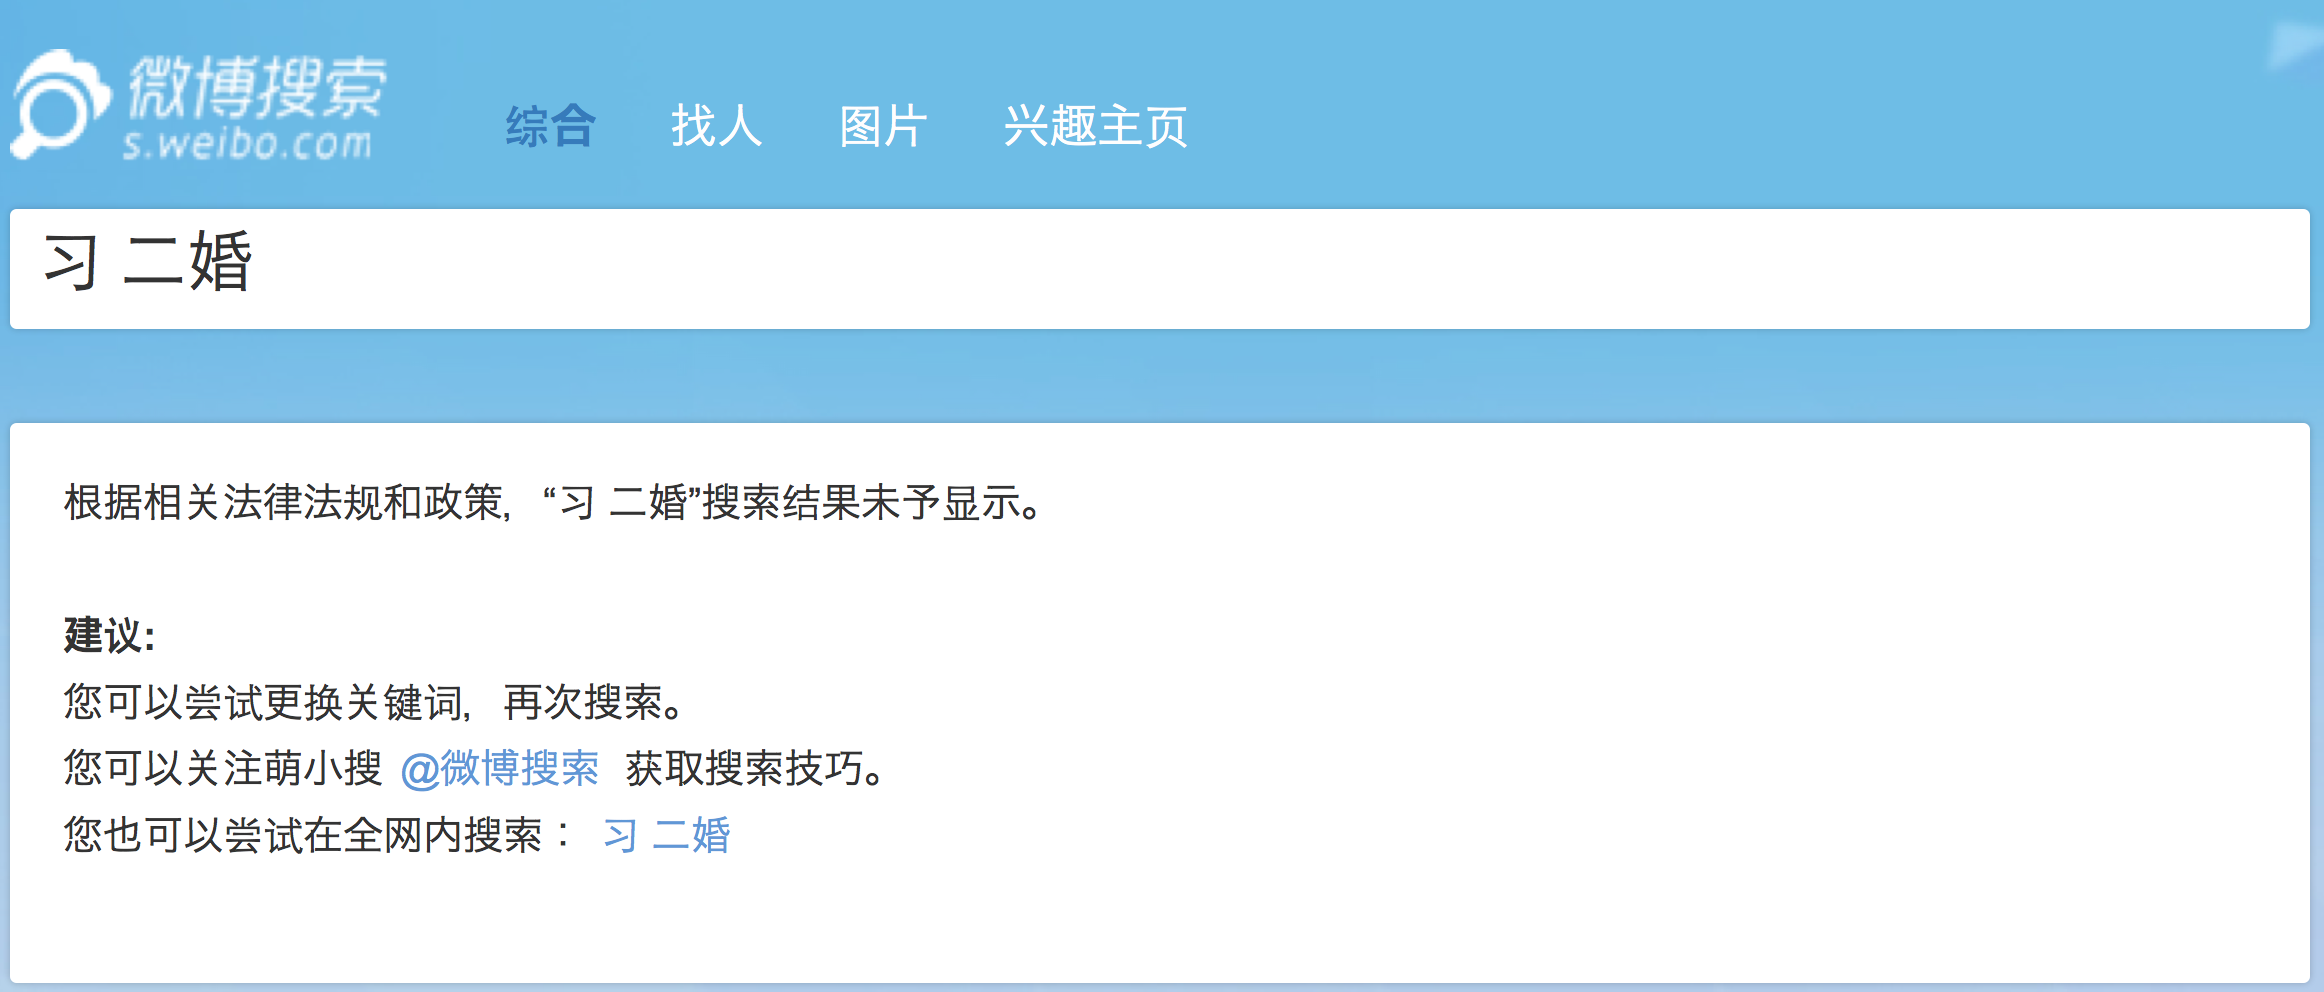 微博搜索
s.weibo.com
综合 找人 图片 兴趣主页
习 二婚
根据相关法律法规和政策，“习 二婚”搜索结果未予显示。
建议:
您可以尝试更换关键词，再次搜索。
您可以关注萌小搜 @微博搜索 获取搜索技巧。
您也可以尝试在全网内搜索： 习 二婚